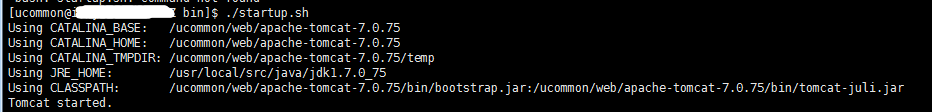 bash: startup.sh: command not found
[ucommon@i bin]$ ./startup.sh
Using CATALINA_BASE:   /ucommon/web/apache-tomcat-7.0.75
Using CATALINA_HOME:   /ucommon/web/apache-tomcat-7.0.75
Using CATALINA_TMPDIR: /ucommon/web/apache-tomcat-7.0.75/temp
Using JRE_HOME:        /usr/local/src/java/jdk1.7.0_75
Using CLASSPATH:       /ucommon/web/apache-tomcat-7.0.75/bin/bootstrap.jar:/ucommon/web/apache-tomcat-7.0.75/bin/tomcat-juli.jar
Tomcat started.